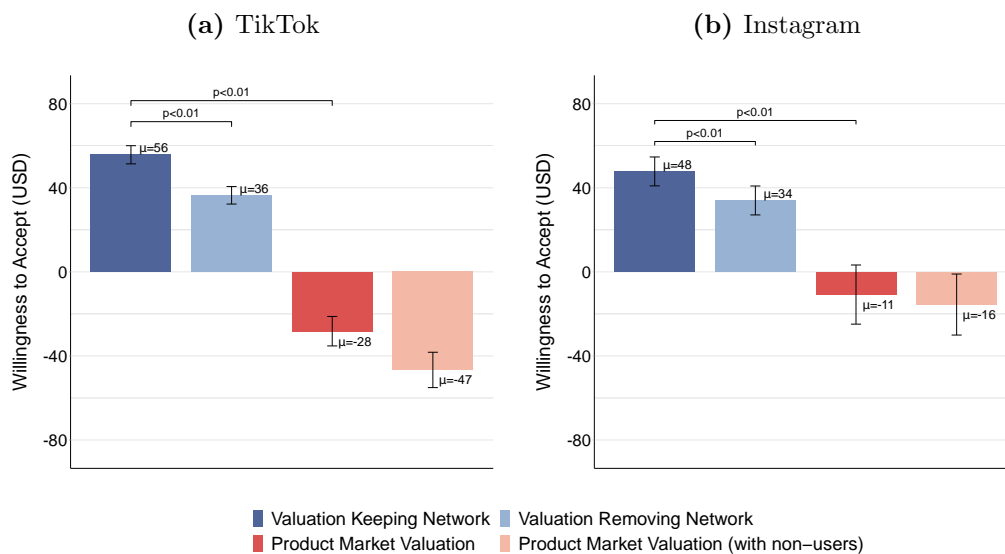 (a) TikTok
Willingness to Accept (USD)
80
40
0
-40
-80
p<0.01
p<0.01
μ=56
μ=36
μ=-28
μ=-47
(b) Instagram
Willingness to Accept (USD)
80
40
0
-40
-80
p<0.01
p<0.01
μ=48
μ=34
μ=-11
μ=-16
Valuation Keeping Network
Valuation Removing Network
Product Market Valuation
Product Market Valuation (with non−users)